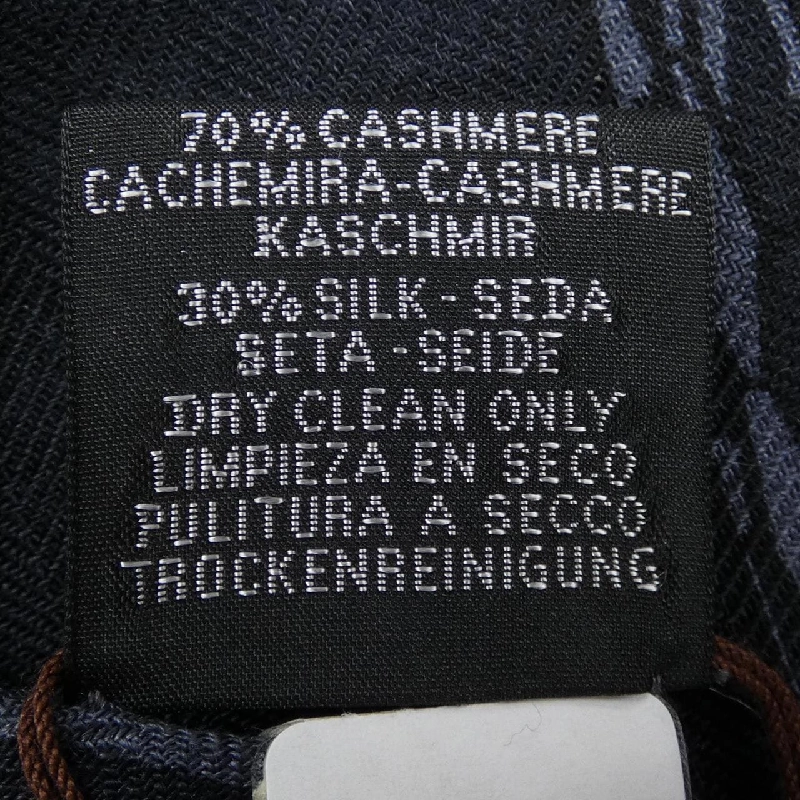 70% CASHMERE
CACHEMIRA-CASHMERE
KASCHMIR
30% SILK - SEDA
SETA - SEIDE
DRY CLEAN ONLY
LIMPIEZA EN SECO
PULITURA A SECCO
TROCKENREINIGUNG